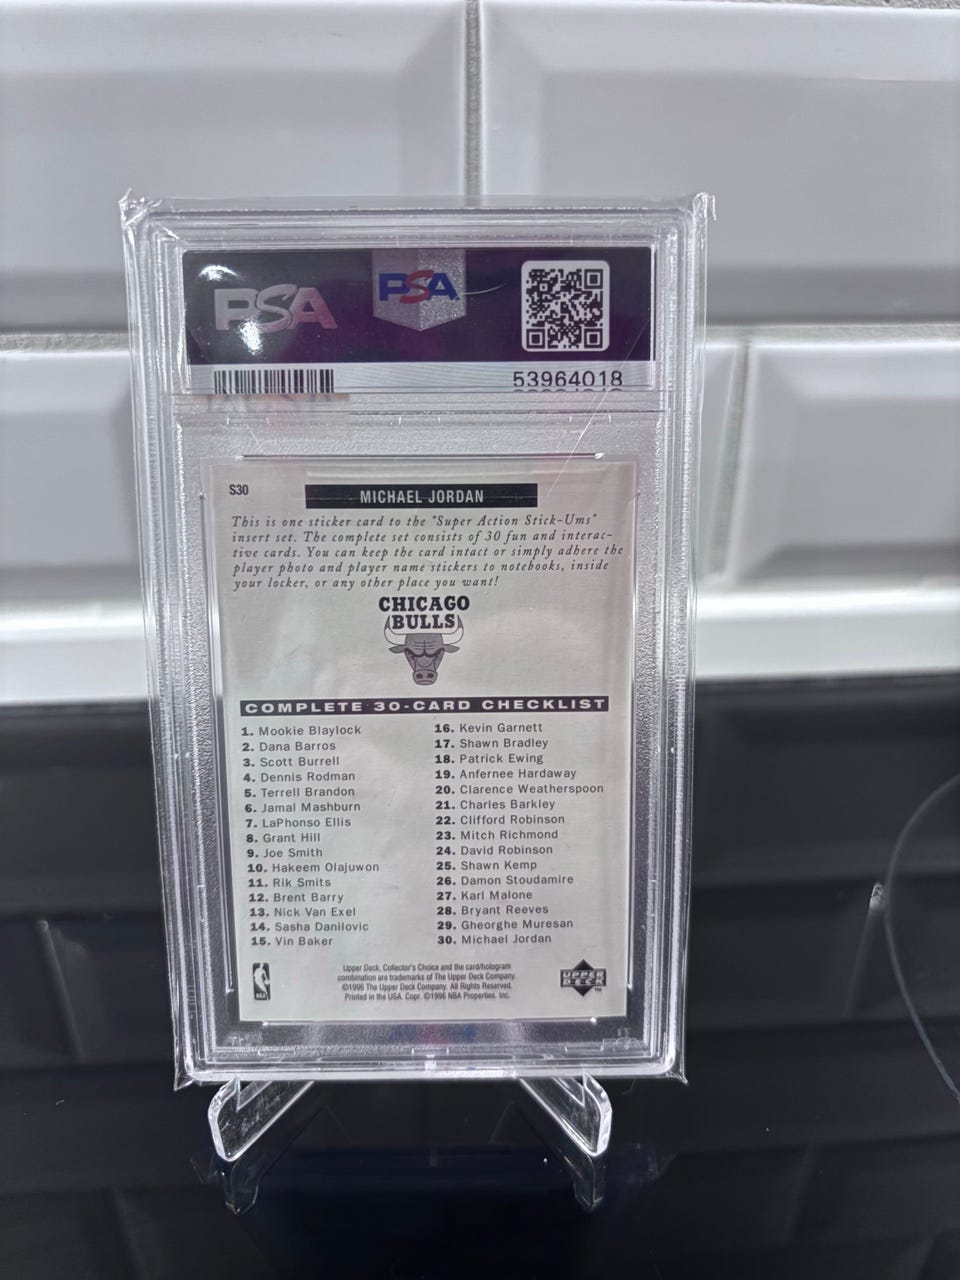 PSA
PSA
53964018
S30
MICHAEL JORDAN
This is one sticker card to the "Super Action Stick-Ums"
insert set. The complete set consists of 30 fun and interac-
tive cards. You can keep the card intact or simply adhere the
player photo and player name stickers to notebooks, inside
your locker, or any other place you want!
CHICAGO
BULLS
COMPLETE 30-CARD CHECKLIST
1. Mookie Blaylock
2. Dana Barros
3. Scott Burrell
4. Dennis Rodman
5. Terrell Brandon
6. Jamal Mashburn
7. LaPhonso Ellis
8. Grant Hill
9. Joe Smith
10. Hakeem Olajuwon
11. Rik Smits
12. Brent Barry
13. Nick Van Exel
14. Sasha Danilovic
15. Vin Baker
16. Kevin Garnett
17. Shawn Bradley
18. Patrick Ewing
19. Anfernee Hardaway
20. Clarence Weatherspoon
21. Charles Barkley
22. Clifford Robinson
23. Mitch Richmond
24. David Robinson
25. Shawn Kemp
26. Damon Stoudamire
27. Karl Malone
28. Bryant Reeves
29. Gheorghe Muresan
30. Michael Jordan
NBA
Upper Deck, Collector's Choice and the card/hologram
combination are trademarks of The Upper Deck Company.
©1996 The Upper Deck Company. All Rights Reserved.
Printed in the USA. Copr. ©1996 NBA Properties, Inc.
UPPER
DECK
TM